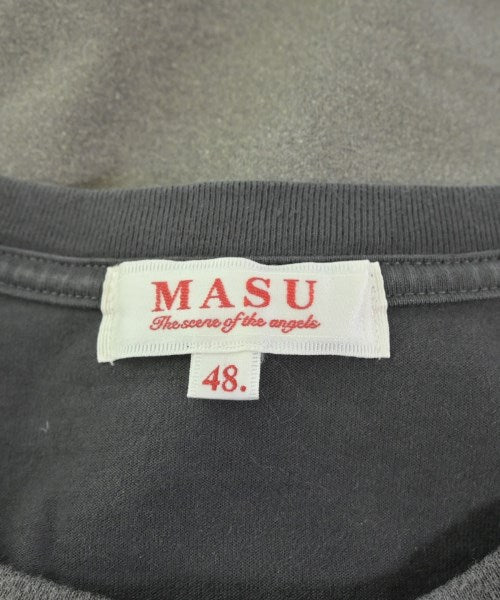 MASU
The scene of the angels
48.